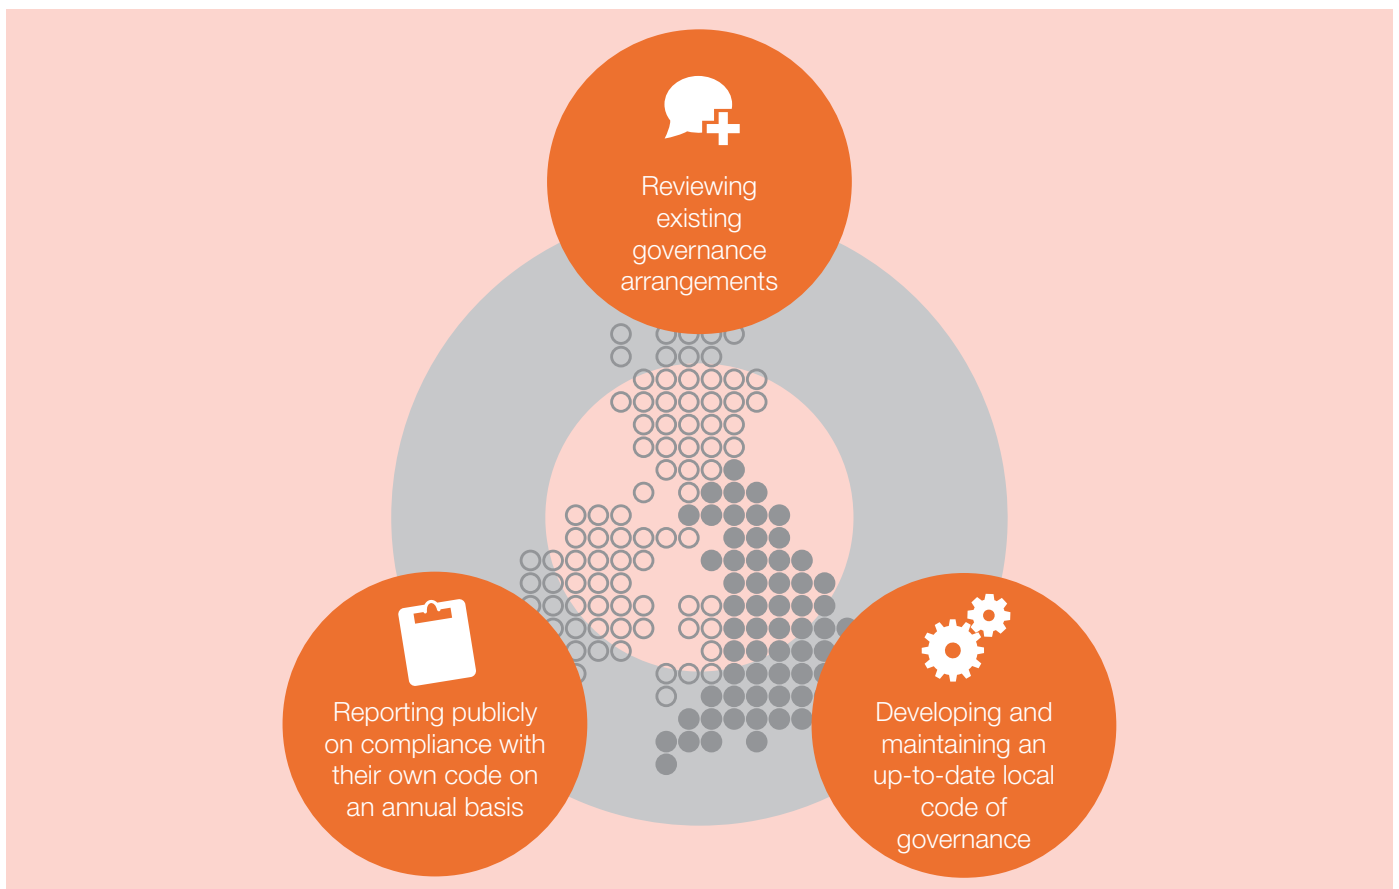 Reviewing
existing
governance
arrangements
Reporting publicly
on compliance with
their own code on
an annual basis
Developing and
maintaining an
up-to-date local
code of
governance